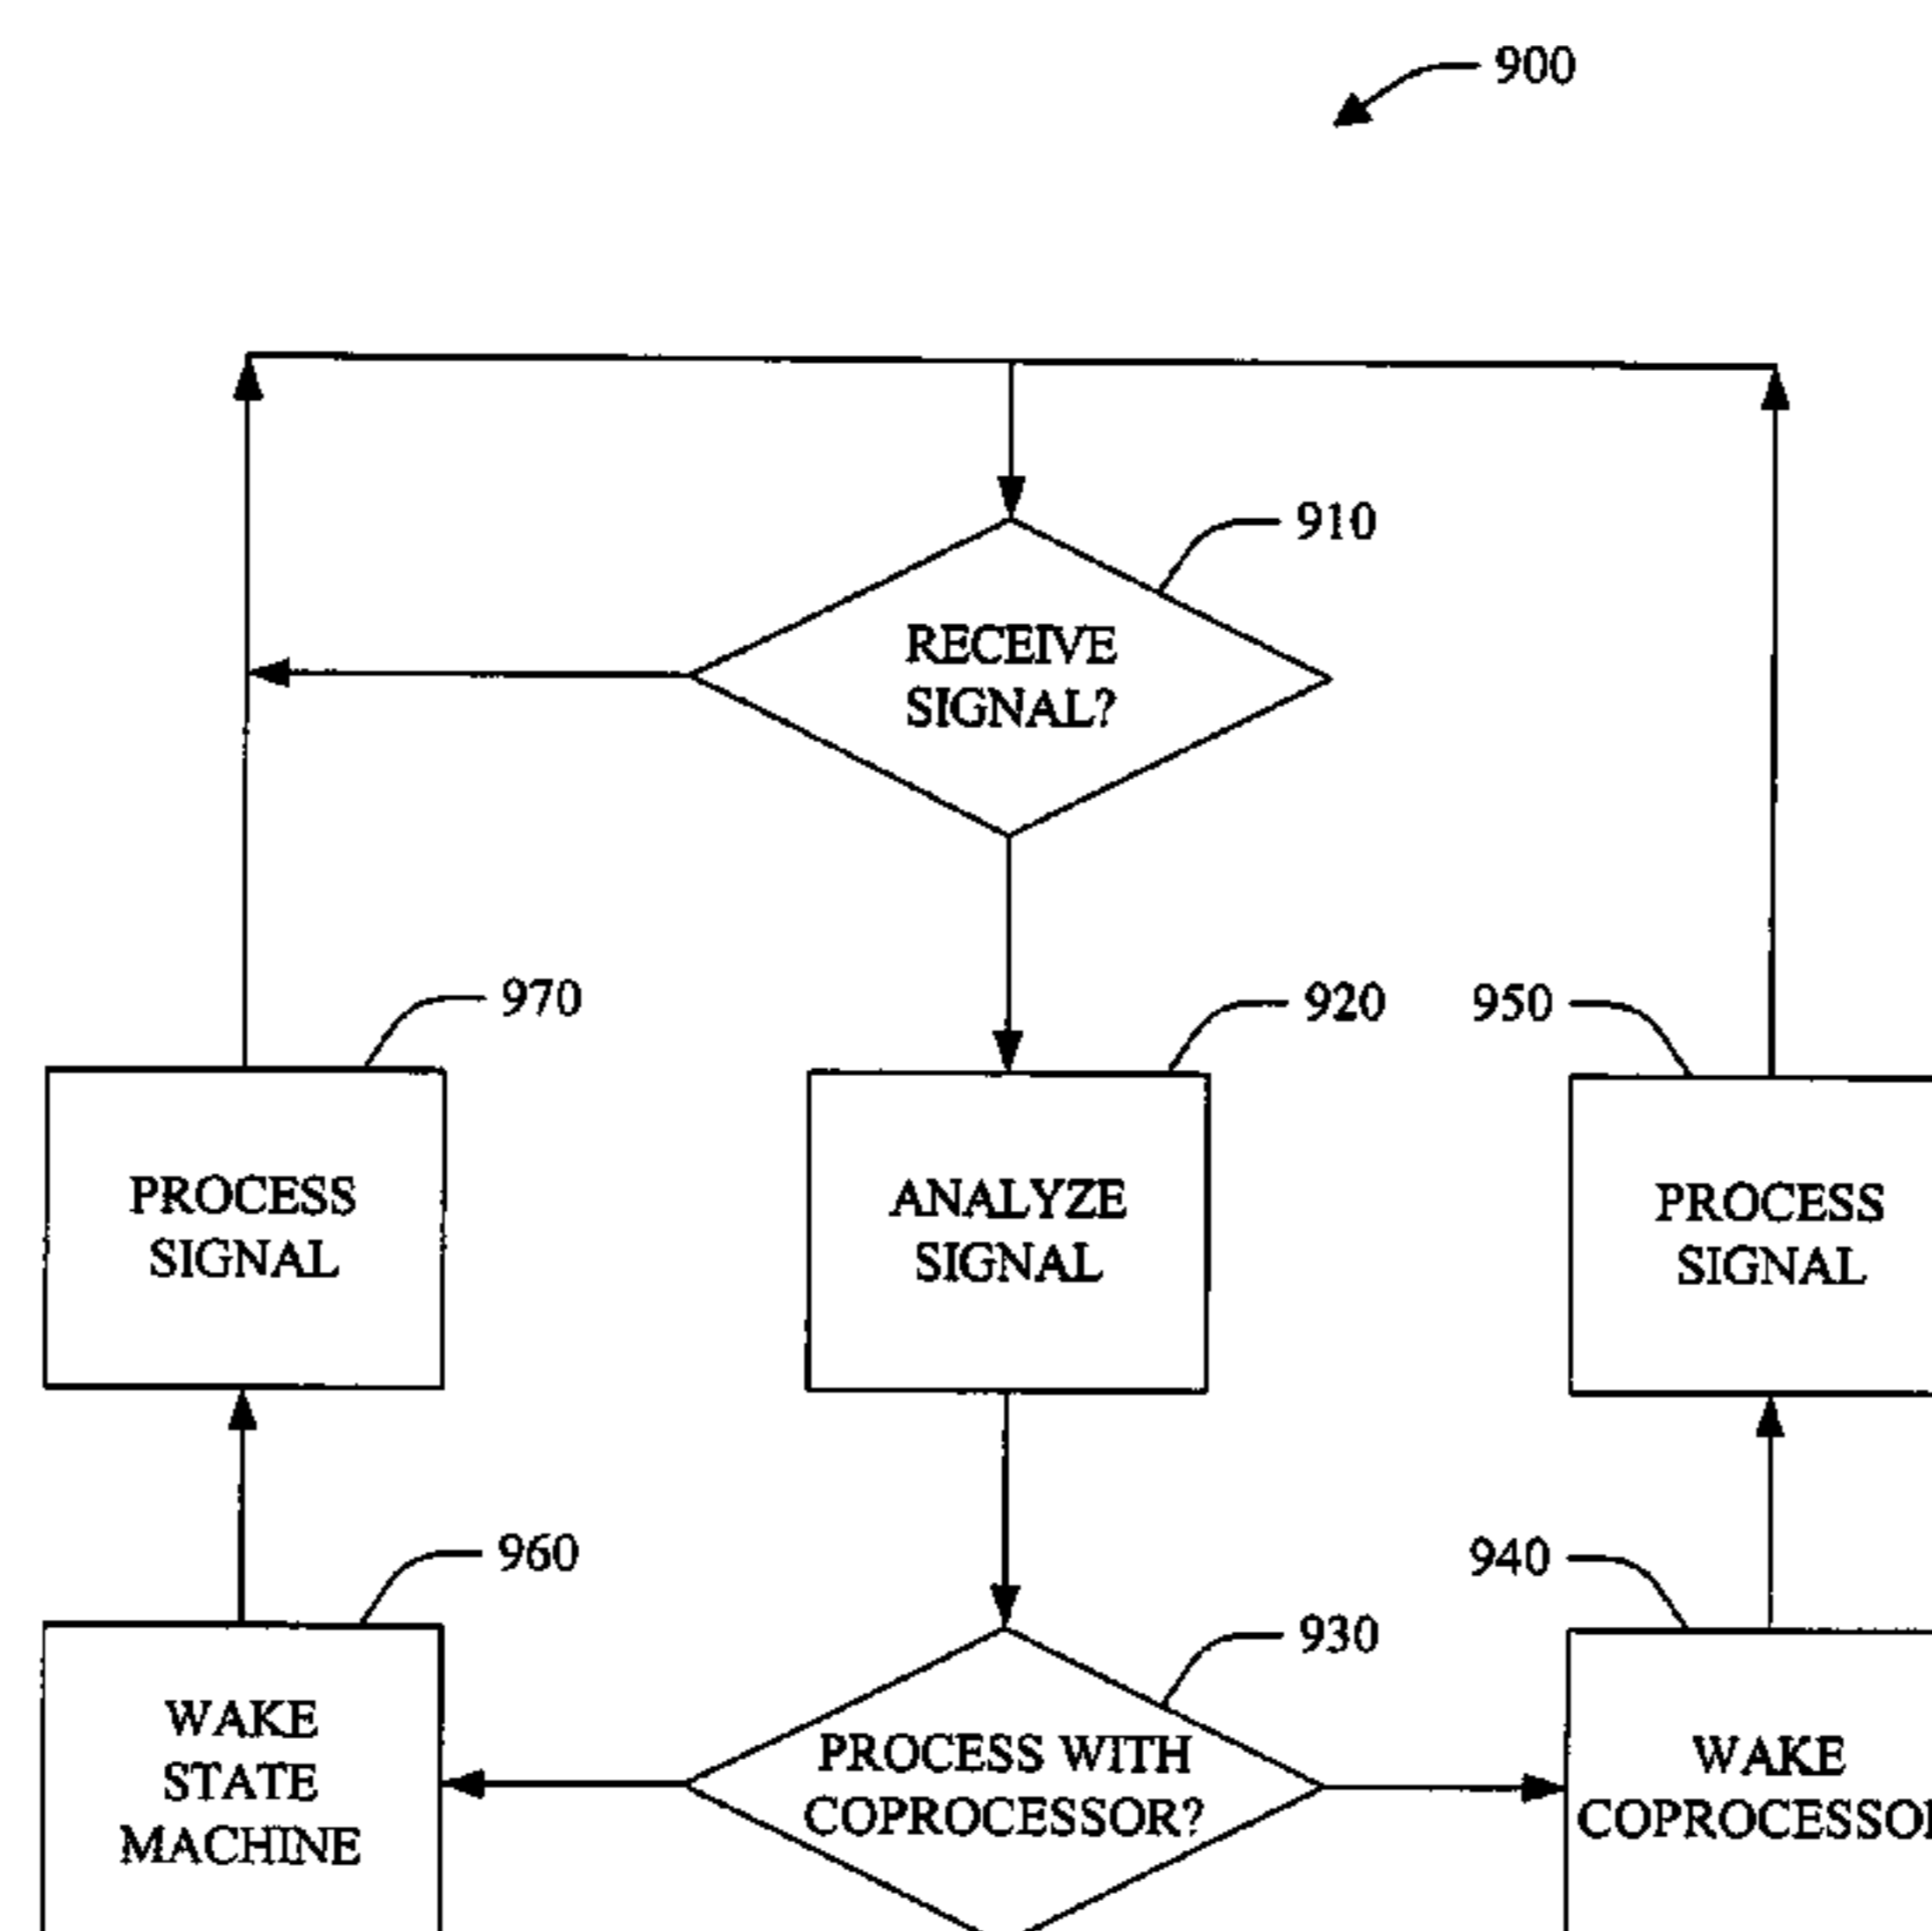 900
910
RECEIVE
SIGNAL?
970
920
950
PROCESS
SIGNAL
ANALYZE
SIGNAL
PROCESS
SIGNAL
960
940
930
WAKE
STATE
MACHINE
PROCESS WITH
COPROCESSOR?
WAKE